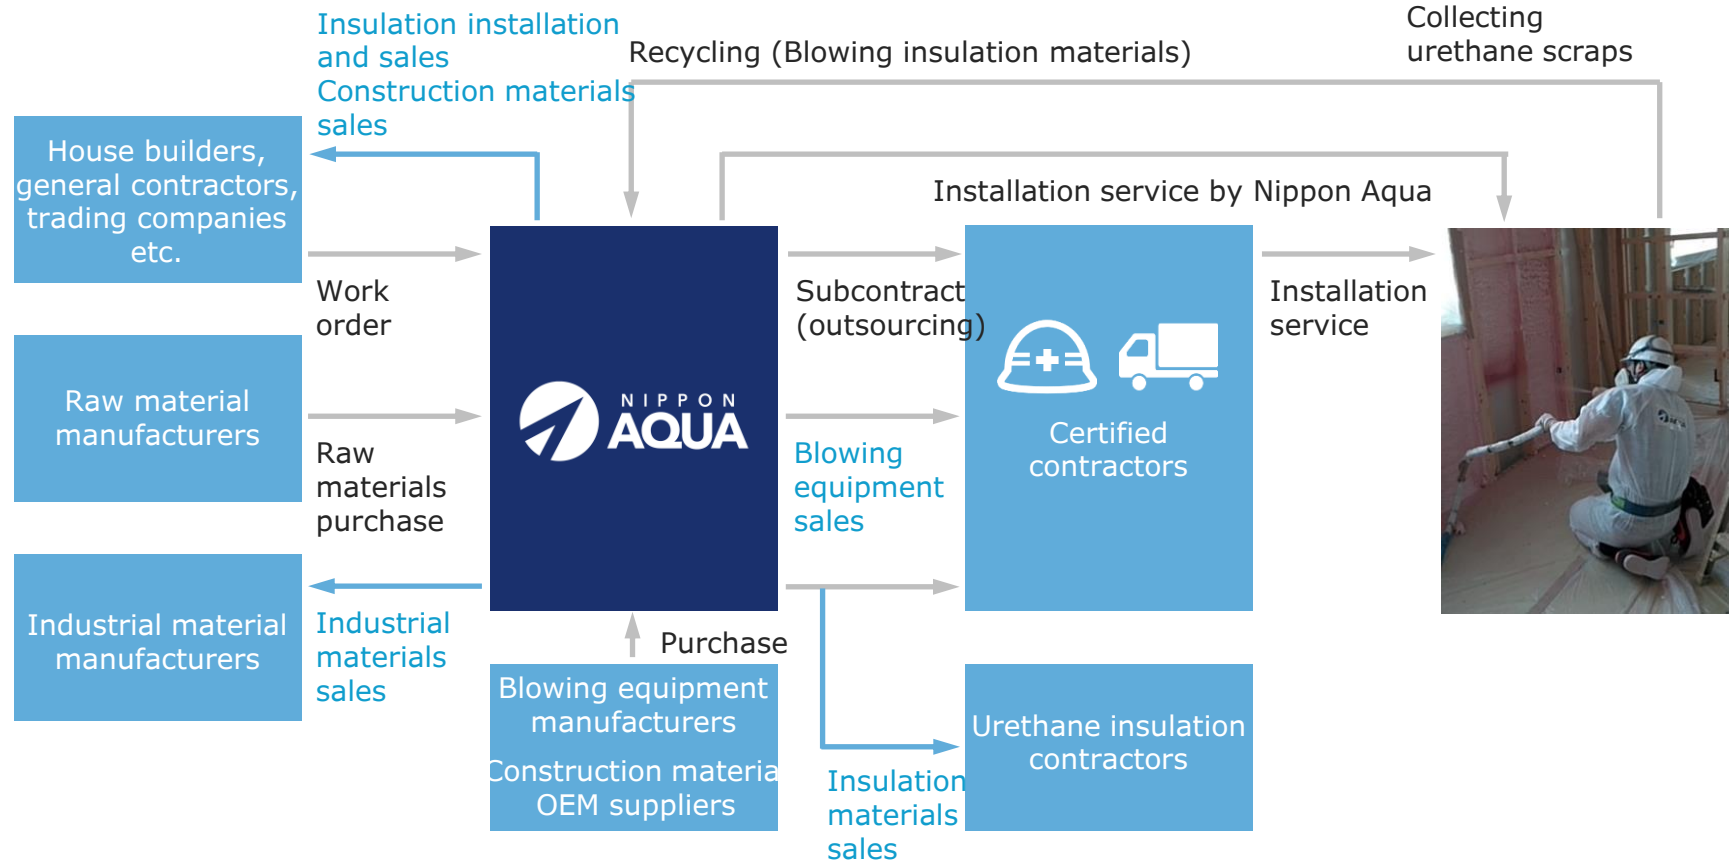 Insulation installation
and sales
Construction materials
sales
Recycling (Blowing insulation materials)
Collecting
urethane scraps
House builders,
general contractors,
trading companies
etc.
Installation service by Nippon Aqua
Work
order
Subcontract
(outsourcing)
Installation
service
Raw material
manufacturers
NIPPON
AQUA
Certified
contractors
Raw
materials
purchase
Blowing
equipment
sales
Industrial material
manufacturers
Industrial
materials
sales
Purchase
Blowing equipment
manufacturers
Construction materia
OEM suppliers
Urethane insulation
contractors
Insulation
materials
sales